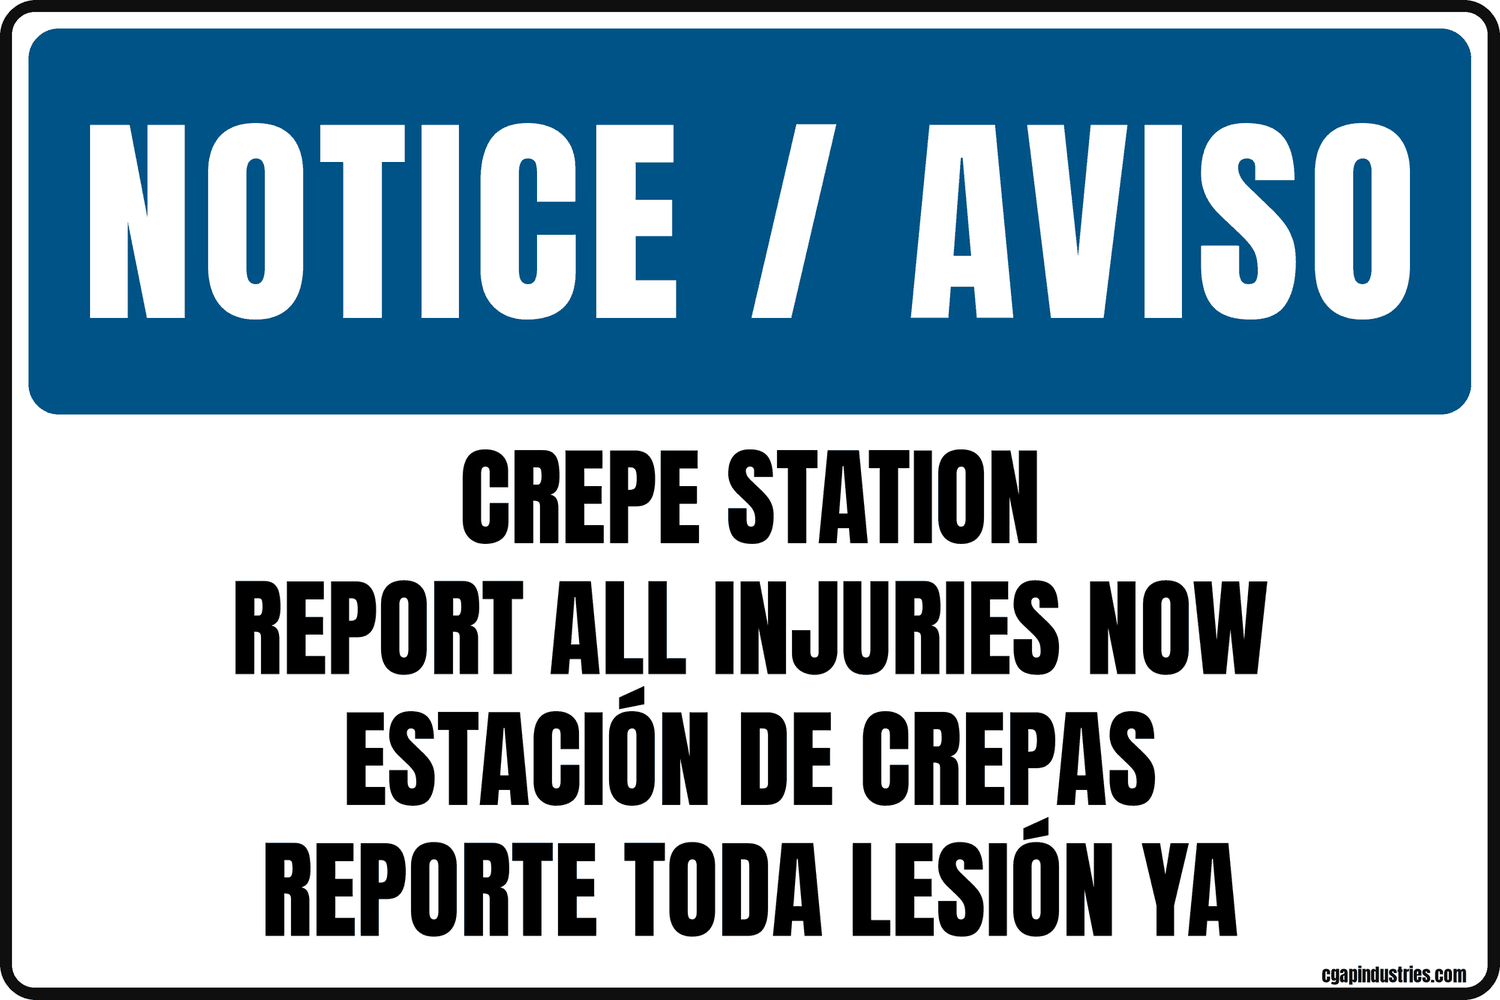 NOTICE / AVISO
CREPE STATION
REPORT ALL INJURIES NOW
ESTACIÓN DE CREPAS
REPORTE TODA LESIÓN YA
cgapindustries.com